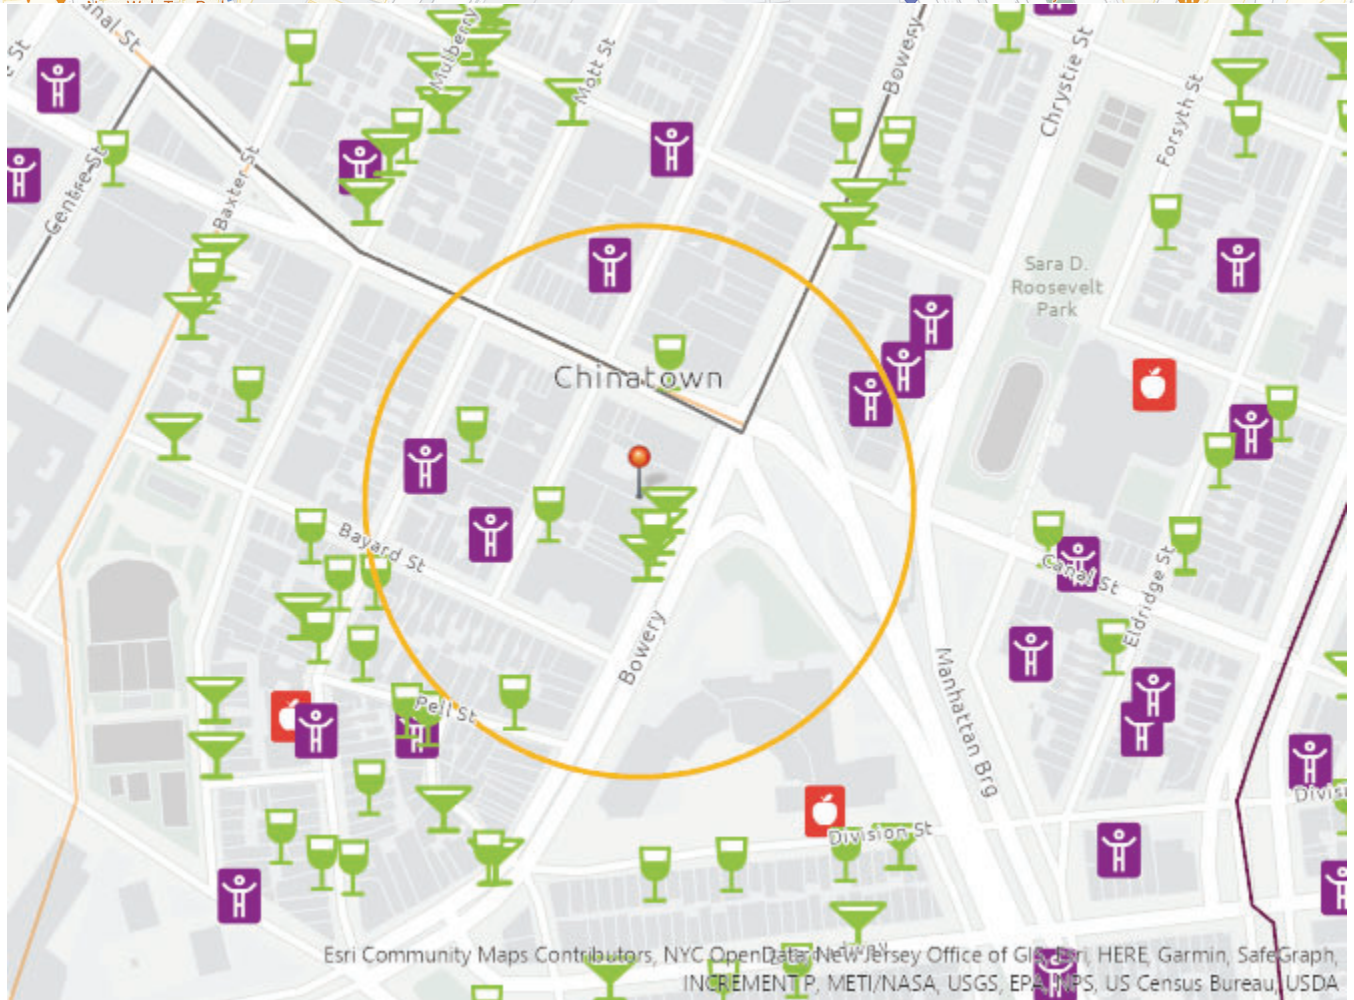 Canal St
Mulberry
Mott St
Bowery
Chrystie St
Forsyth St
Centre St
Baxter St
Sara D.
Roosevelt
Park
Chinatown
Bayard St
Canal St
Eldridge St
Bowery
Manhattan Brg
Pell St
Division St
Divis
Esri Community Maps Contributors, NYC OpenData, New Jersey Office of GIS, Esri, HERE, Garmin, SafeGraph,
INCREMENT P, METI/NASA, USGS, EPA, NPS, US Census Bureau, USDA